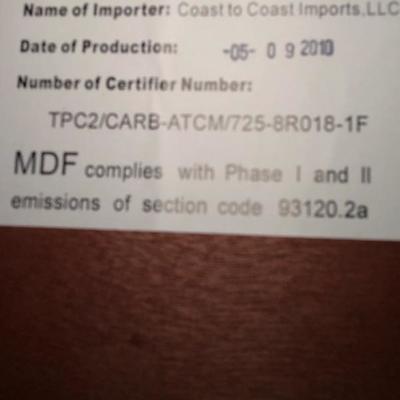 Name of Importer: Coast to Coast Imports,LLC
Date of Production: -05- 0 9 2010
Number of Certifier Number:
TPC2/CARB-ATCM/725-8R018-1F
MDF complies with Phase I and II
emissions of section code 93120.2a